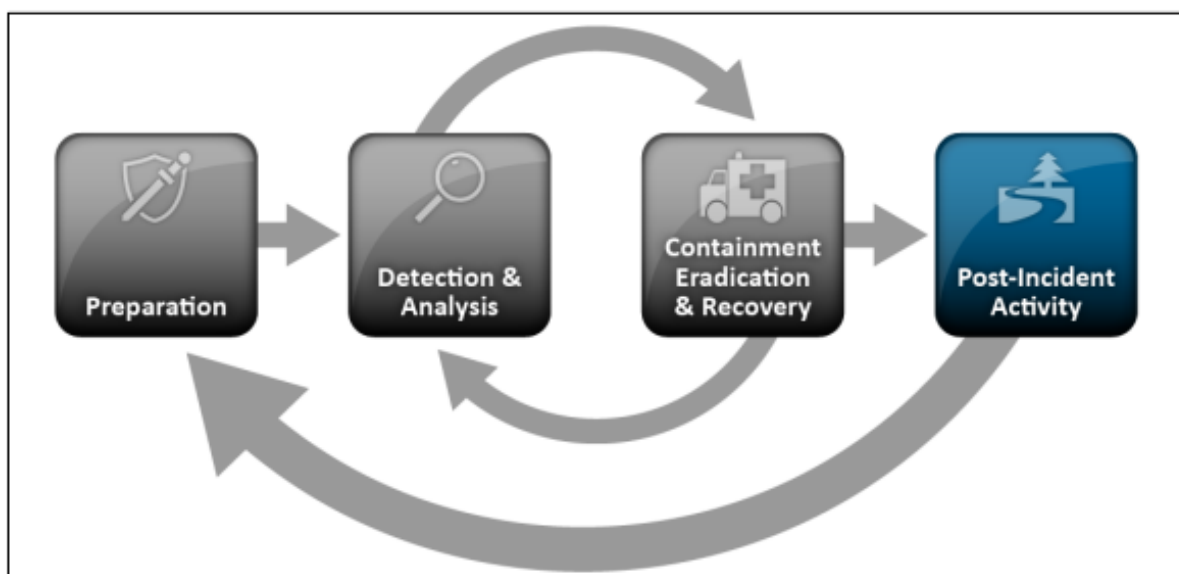 Preparation
Detection &
Analysis
Containment
Eradication
& Recovery
Post-Incident
Activity